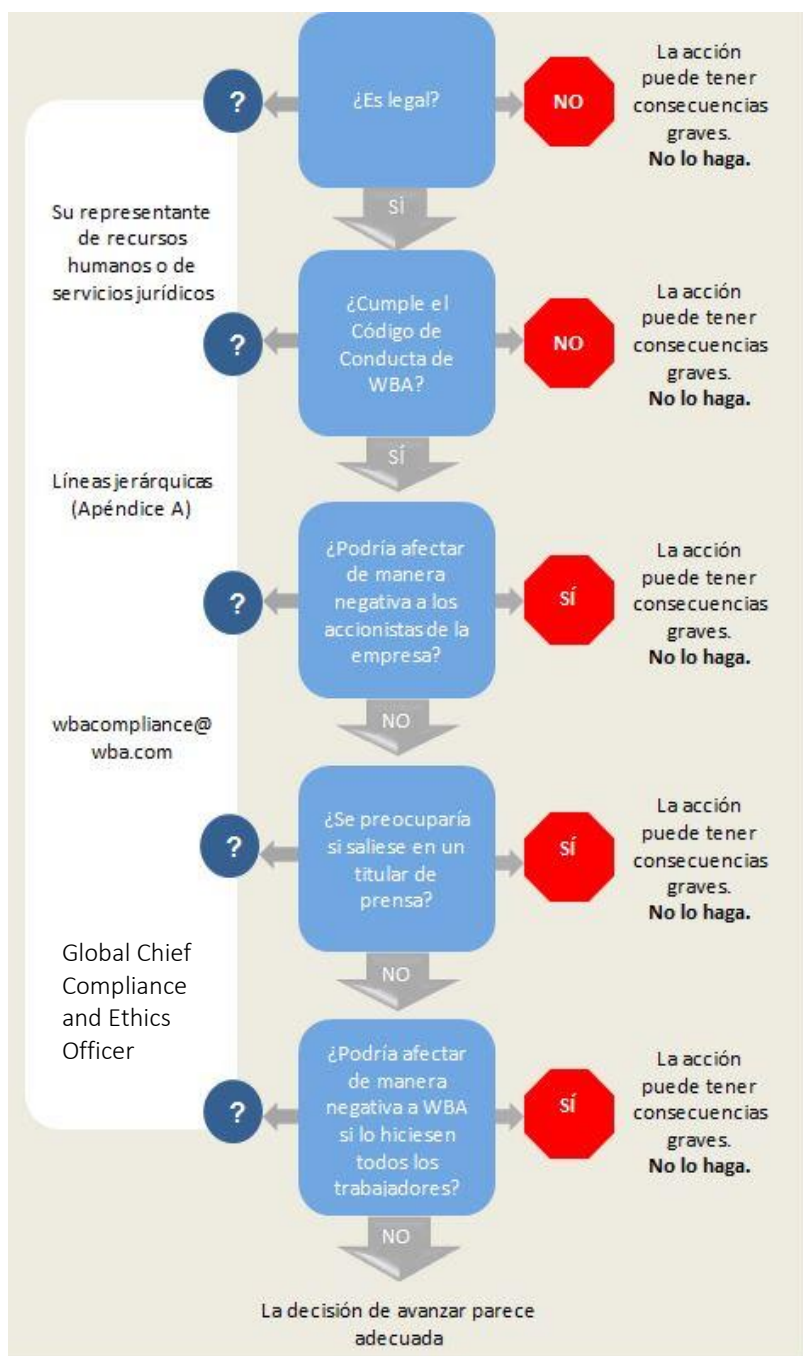 ?
¿Es legal?
NO
La acción
puede tener
consecuencias
graves.
No lo haga.
SÍ
Su representante
de recursos
humanos o de
servicios jurídicos
?
¿Cumple el
Código de
Conducta de
WBA?
NO
La acción
puede tener
consecuencias
graves.
No lo haga.
SÍ
Líneas jerárquicas
(Apéndice A)
?
¿Podría afectar
de manera
negativa a los
accionistas de la
empresa?
SÍ
La acción
puede tener
consecuencias
graves.
No lo haga.
NO
wbacompliance@
wba.com
?
¿Se preocuparía
si saliese en un
titular de
prensa?
SÍ
La acción
puede tener
consecuencias
graves.
No lo haga.
NO
Global Chief
Compliance
and Ethics
Officer
?
¿Podría afectar
de manera
negativa a WBA
si lo hiciesen
todos los
trabajadores?
SÍ
La acción
puede tener
consecuencias
graves.
No lo haga.
NO
La decisión de avanzar parece
adecuada